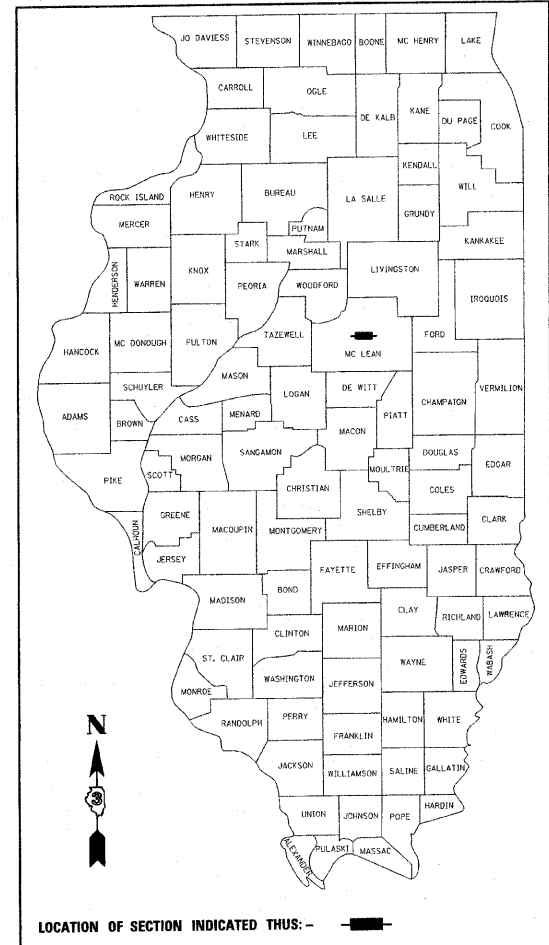 JO DAVIESS
STEVENSON
WINNEBAGO
BOONE
MC HENRY
LAKE
CARROLL
OGLE
DE KALB
KANE
DU PAGE
COOK
WHITESIDE
LEE
KENDALL
WILL
ROCK ISLAND
HENRY
BUREAU
LA SALLE
GRUNDY
PUTNAM
MERCER
STARK
MARSHALL
KANKAKEE
HENDERSON
WARREN
KNOX
PEORIA
WOODFORD
LIVINGSTON
IROQUOIS
HANCOCK
MC DONOUGH
FULTON
TAZEWELL
MC LEAN
FORD
SCHUYLER
MASON
LOGAN
DE WITT
CHAMPAIGN
VERMILION
ADAMS
BROWN
CASS
MENARD
MACON
PIATT
PIKE
SCOTT
MORGAN
SANGAMON
CHRISTIAN
MOULTRIE
DOUGLAS
EDGAR
COLES
SHELBY
CALHOUN
GREENE
MACOUPIN
MONTGOMERY
CUMBERLAND
CLARK
JERSEY
FAYETTE
EFFINGHAM
JASPER
CRAWFORD
MADISON
BOND
CLAY
RICHLAND
LAWRENCE
CLINTON
MARION
ST. CLAIR
WAYNE
EDWARDS
WABASH
WASHINGTON
JEFFERSON
MONROE
RANDOLPH
PERRY
HAMILTON
WHITE
FRANKLIN
JACKSON
WILLIAMSON
SALINE
GALLATIN
UNION
JOHNSON
POPE
HARDIN
ALEXANDER
PULASKI
MASSAC
N
3
LOCATION OF SECTION INDICATED THUS: -